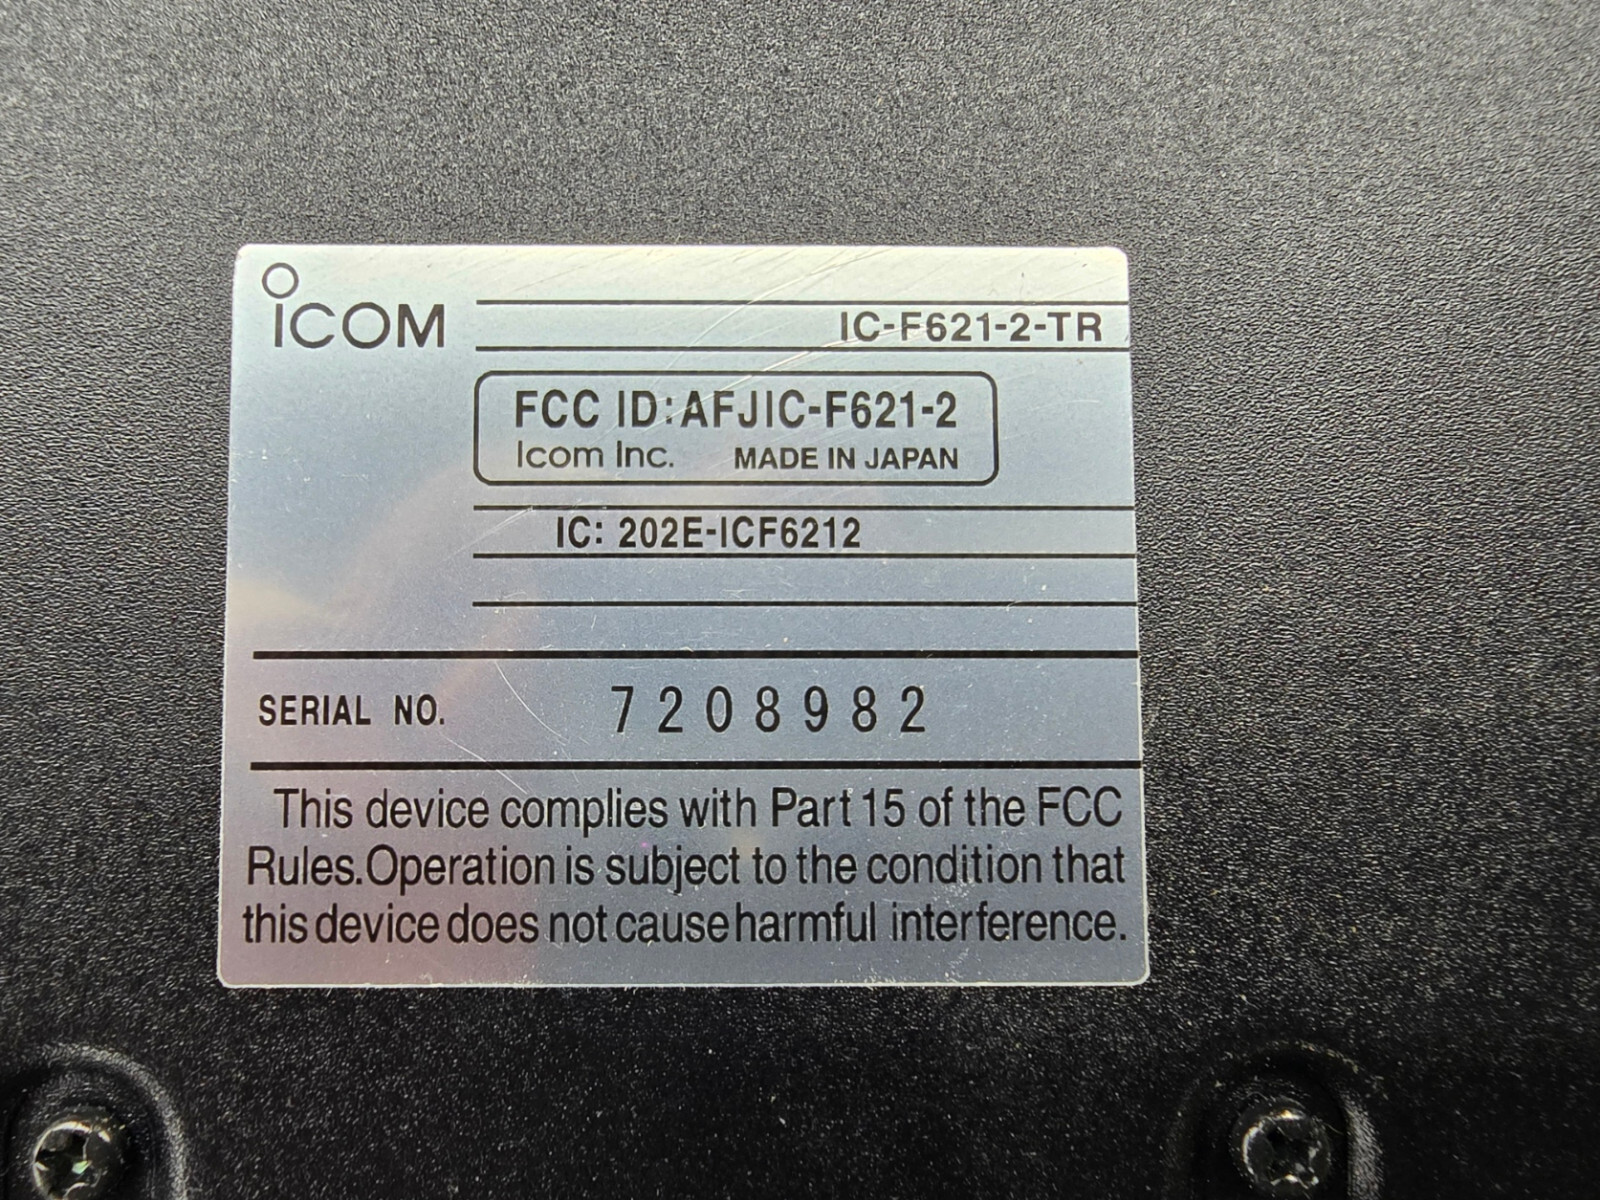 ICOM
IC-F621-2-TR
FCC ID:AFJIC-F621-2
Icom Inc. MADE IN JAPAN
IC: 202E-ICF6212
SERIAL NO. 7208982
This device complies with Part 15 of the FCC
Rules.Operation is subject to the condition that
this device does not cause harmful interference.